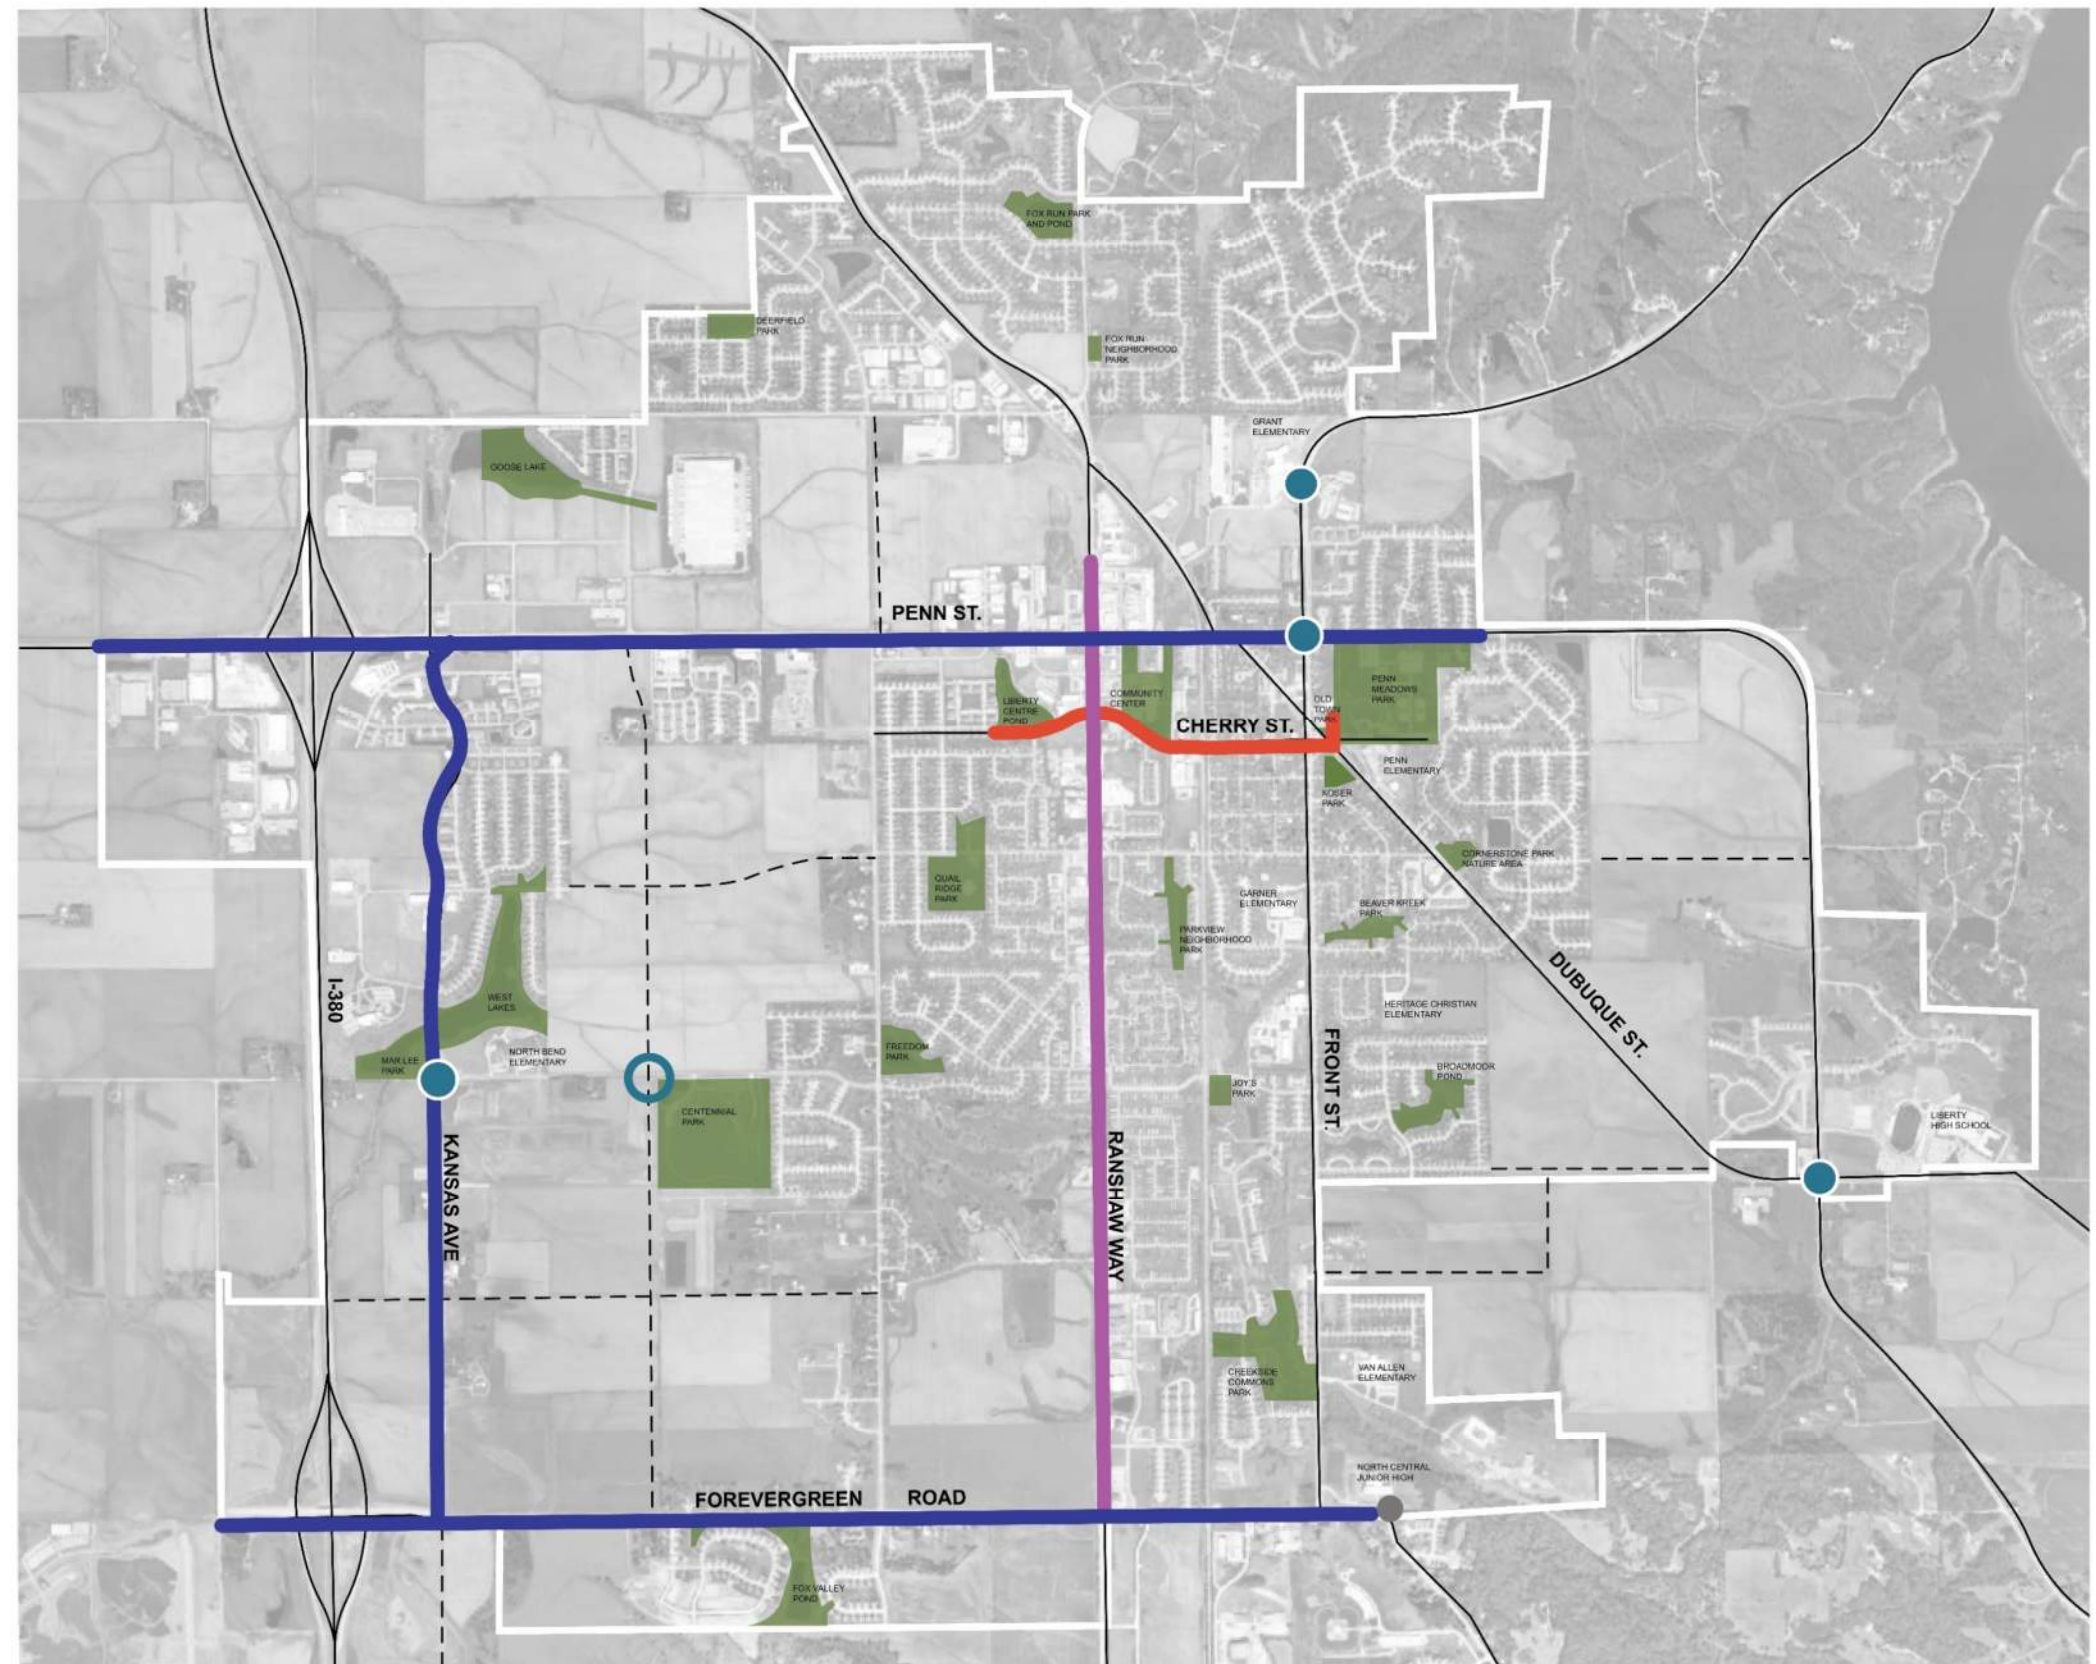 FOX RUN PARK
AND POND
DEERFIELD
PARK
FOX RUN
NEIGHBORHOOD
PARK
GRANT
ELEMENTARY
GOOSE LAKE
PENN ST.
LIBERTY
CENTRE
POND
COMMUNITY
CENTER
PENN
MEADOWS
PARK
OLD
TOWN
PARK
CHERRY ST.
PENN
ELEMENTARY
KOSER
PARK
CORNERSTONE PARK
NATURE AREA
QUAIL
RIDGE
PARK
GARNER
ELEMENTARY
BEAVER KREEK
PARK
PARKVIEW
NEIGHBORHOOD
PARK
DUBUQUE ST.
I-380
WEST
LAKES
HERITAGE CHRISTIAN
ELEMENTARY
MAR LEE
PARK
NORTH BEND
ELEMENTARY
FREEDOM
PARK
FRONT ST.
BROADMOOR
POND
JOY'S
PARK
CENTENNIAL
PARK
LIBERTY
HIGH SCHOOL
KANSAS AVE
RANSHAW WAY
CREEKSIDE
COMMONS
PARK
VAN ALLEN
ELEMENTARY
NORTH CENTRAL
JUNIOR HIGH
FOREVERGREEN ROAD
FOX VALLEY
POND